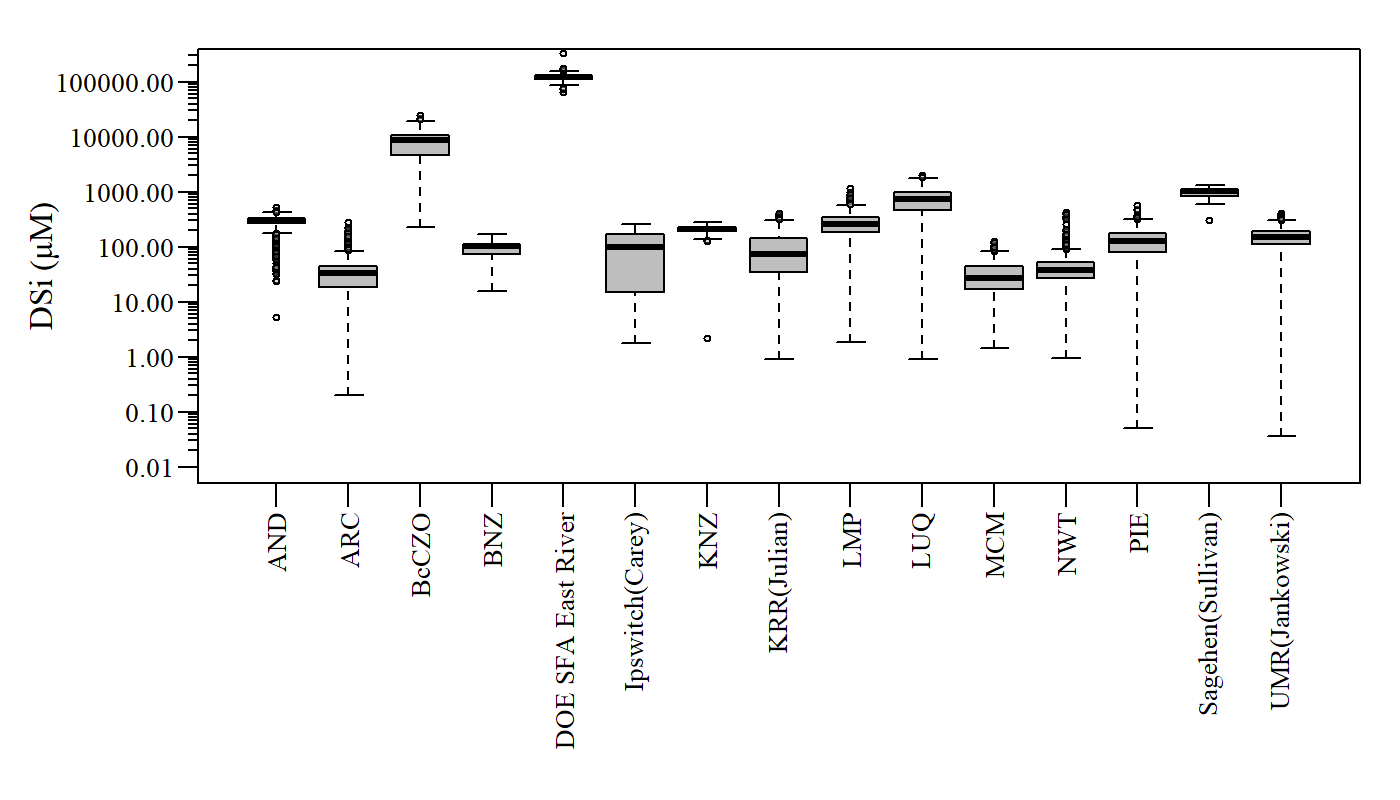 DSi (µM)
100000.00
10000.00
1000.00
100.00
10.00
1.00
0.10
0.01
AND
ARC
BcCZO
BNZ
DOE SFA East River
Ipswitch(Carey)
KNZ
KRR(Julian)
LMP
LUQ
MCM
NWT
PIE
Sagehen(Sullivan)
UMR(Jankowski)